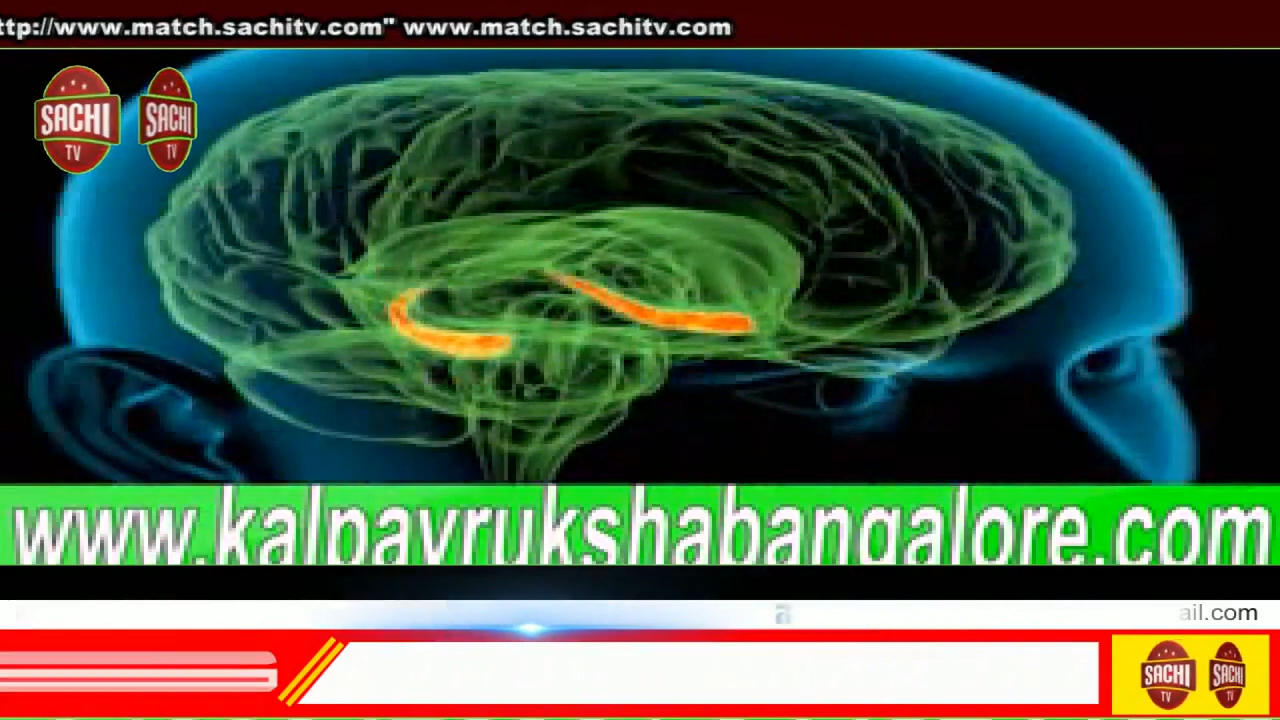 ttp://www.match.sachitv.com" www.match.sachitv.com
SACHI
TV
SACHI
TV
www.kalpavrukshabangalore.com
a
ail.com
SACHI
TV
SACHI
TV